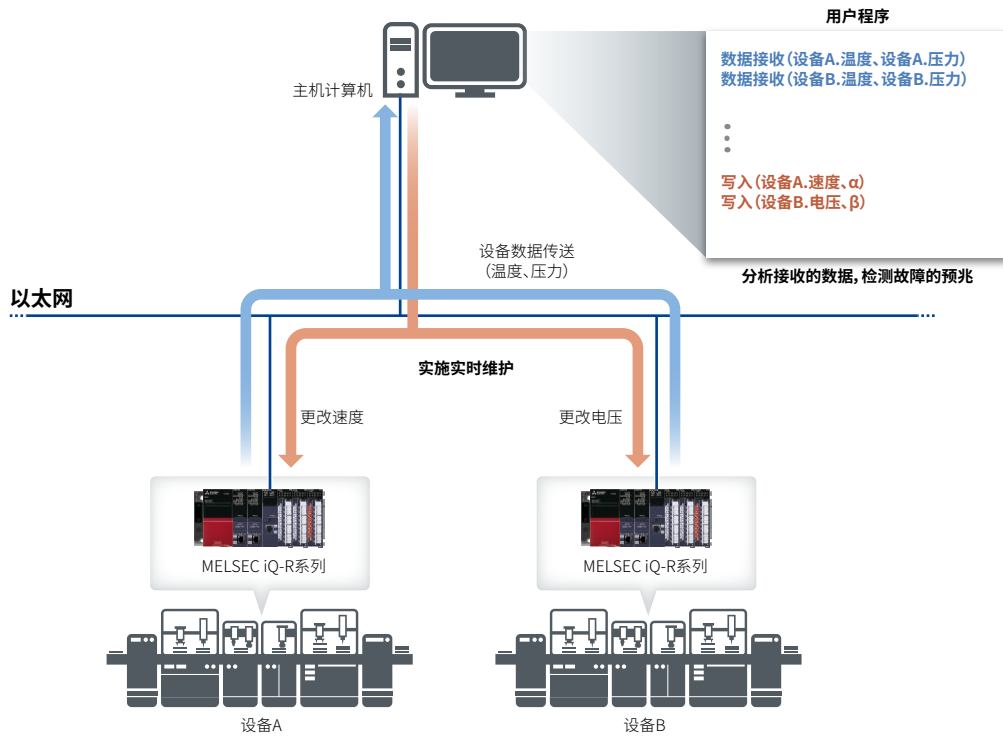 用户程序
数据接收(设备A.温度、设备A.压力)
数据接收(设备B.温度、设备B.压力)
写入(设备A.速度、α)
写入(设备B.电压、β)
主机计算机
设备数据传送
(温度、压力)
分析接收的数据,检测故障的预兆
以太网
实施实时维护
更改速度
更改电压
MELSEC iQ-R系列
MELSEC iQ-R系列
设备A
设备B